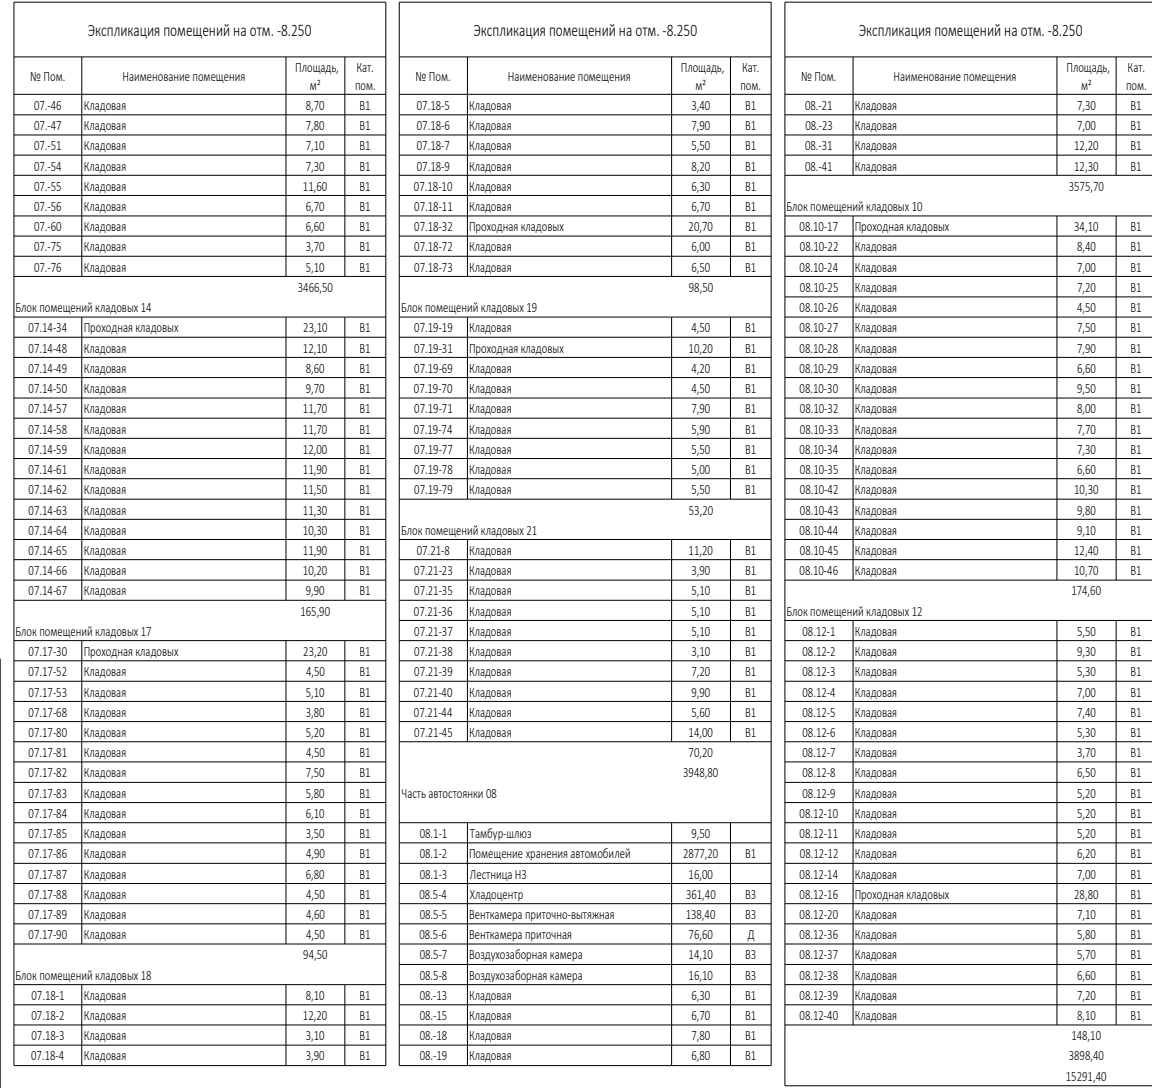 Экспликация помещений на отм. -8.250
№ Пом. Наименование помещения Площадь, м² Кат. пом.
07.-46 Кладовая 8,70 В1
07.-47 Кладовая 7,80 В1
07.-51 Кладовая 7,10 В1
07.-54 Кладовая 7,30 В1
07.-55 Кладовая 11,60 В1
07.-56 Кладовая 6,70 В1
07.-60 Кладовая 6,60 В1
07.-75 Кладовая 3,70 В1
07.-76 Кладовая 5,10 В1
3466,50
Блок помещений кладовых 14
07.14-34 Проходная кладовых 23,10 В1
07.14-48 Кладовая 12,10 В1
07.14-49 Кладовая 8,60 В1
07.14-50 Кладовая 9,70 В1
07.14-57 Кладовая 11,70 В1
07.14-58 Кладовая 11,70 В1
07.14-59 Кладовая 12,00 В1
07.14-61 Кладовая 11,90 В1
07.14-62 Кладовая 11,50 В1
07.14-63 Кладовая 11,30 В1
07.14-64 Кладовая 10,30 В1
07.14-65 Кладовая 11,90 В1
07.14-66 Кладовая 10,20 В1
07.14-67 Кладовая 9,90 В1
165,90
Блок помещений кладовых 17
07.17-30 Проходная кладовых 23,20 В1
07.17-52 Кладовая 4,50 В1
07.17-53 Кладовая 5,10 В1
07.17-68 Кладовая 3,80 В1
07.17-80 Кладовая 5,20 В1
07.17-81 Кладовая 4,50 В1
07.17-82 Кладовая 7,50 В1
07.17-83 Кладовая 5,80 В1
07.17-84 Кладовая 6,10 В1
07.17-85 Кладовая 3,50 В1
07.17-86 Кладовая 4,90 В1
07.17-87 Кладовая 6,80 В1
07.17-88 Кладовая 4,50 В1
07.17-89 Кладовая 4,60 В1
07.17-90 Кладовая 4,50 В1
94,50
Блок помещений кладовых 18
07.18-1 Кладовая 8,10 В1
07.18-2 Кладовая 12,20 В1
07.18-3 Кладовая 3,10 В1
07.18-4 Кладовая 3,90 В1
Экспликация помещений на отм. -8.250
№ Пом. Наименование помещения Площадь, м² Кат. пом.
07.18-5 Кладовая 3,40 В1
07.18-6 Кладовая 7,90 В1
07.18-7 Кладовая 5,50 В1
07.18-9 Кладовая 8,20 В1
07.18-10 Кладовая 6,30 В1
07.18-11 Кладовая 6,70 В1
07.18-32 Проходная кладовых 20,70 В1
07.18-72 Кладовая 6,00 В1
07.18-73 Кладовая 6,50 В1
98,50
Блок помещений кладовых 19
07.19-19 Кладовая 4,50 В1
07.19-31 Проходная кладовых 10,20 В1
07.19-69 Кладовая 4,20 В1
07.19-70 Кладовая 4,50 В1
07.19-71 Кладовая 7,90 В1
07.19-74 Кладовая 5,90 В1
07.19-77 Кладовая 5,50 В1
07.19-78 Кладовая 5,00 В1
07.19-79 Кладовая 5,50 В1
53,20
Блок помещений кладовых 21
07.21-8 Кладовая 11,20 В1
07.21-23 Кладовая 3,90 В1
07.21-35 Кладовая 5,10 В1
07.21-36 Кладовая 5,10 В1
07.21-37 Кладовая 5,10 В1
07.21-38 Кладовая 3,10 В1
07.21-39 Кладовая 7,20 В1
07.21-40 Кладовая 9,90 В1
07.21-44 Кладовая 5,60 В1
07.21-45 Кладовая 14,00 В1
70,20
3948,80
Часть автостоянки 08
08.1-1 Тамбур-шлюз 9,50
08.1-2 Помещение хранения автомобилей 2877,20 В1
08.1-3 Лестница Н3 16,00
08.5-4 Хладоцентр 361,40 В3
08.5-5 Венткамера приточно-вытяжная 138,40 В3
08.5-6 Венткамера приточная 76,60 Д
08.5-7 Воздухозаборная камера 14,10 В3
08.5-8 Воздухозаборная камера 16,10 В3
08.-13 Кладовая 6,30 В1
08.-15 Кладовая 6,70 В1
08.-18 Кладовая 7,80 В1
08.-19 Кладовая 6,80 В1
Экспликация помещений на отм. -8.250
№ Пом. Наименование помещения Площадь, м² Кат. пом.
08.-21 Кладовая 7,30 В1
08.-23 Кладовая 7,00 В1
08.-31 Кладовая 12,20 В1
08.-41 Кладовая 12,30 В1
3575,70
Блок помещений кладовых 10
08.10-17 Проходная кладовых 34,10 В1
08.10-22 Кладовая 8,40 В1
08.10-24 Кладовая 7,00 В1
08.10-25 Кладовая 7,20 В1
08.10-26 Кладовая 4,50 В1
08.10-27 Кладовая 7,50 В1
08.10-28 Кладовая 7,90 В1
08.10-29 Кладовая 6,60 В1
08.10-30 Кладовая 9,50 В1
08.10-32 Кладовая 8,00 В1
08.10-33 Кладовая 7,70 В1
08.10-34 Кладовая 7,30 В1
08.10-35 Кладовая 6,60 В1
08.10-42 Кладовая 10,30 В1
08.10-43 Кладовая 9,80 В1
08.10-44 Кладовая 9,10 В1
08.10-45 Кладовая 12,40 В1
08.10-46 Кладовая 10,70 В1
174,60
Блок помещений кладовых 12
08.12-1 Кладовая 5,50 В1
08.12-2 Кладовая 9,30 В1
08.12-3 Кладовая 5,30 В1
08.12-4 Кладовая 7,00 В1
08.12-5 Кладовая 7,40 В1
08.12-6 Кладовая 5,30 В1
08.12-7 Кладовая 3,70 В1
08.12-8 Кладовая 6,50 В1
08.12-9 Кладовая 5,20 В1
08.12-10 Кладовая 5,20 В1
08.12-11 Кладовая 5,20 В1
08.12-12 Кладовая 6,20 В1
08.12-14 Кладовая 7,00 В1
08.12-16 Проходная кладовых 28,80 В1
08.12-20 Кладовая 7,10 В1
08.12-36 Кладовая 5,80 В1
08.12-37 Кладовая 5,70 В1
08.12-38 Кладовая 6,60 В1
08.12-39 Кладовая 7,20 В1
08.12-40 Кладовая 8,10 В1
148,10
3898,40
15291,40